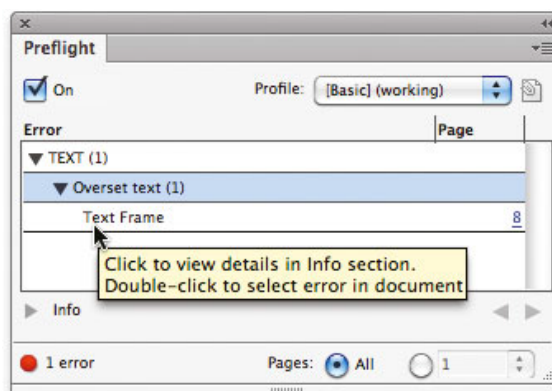 Preflight
On Profile: [Basic] (working)
Error Page
TEXT (1)
Overset text (1)
Text Frame 8
Click to view details in Info section.
Double-click to select error in document
Info
1 error Pages: All 1